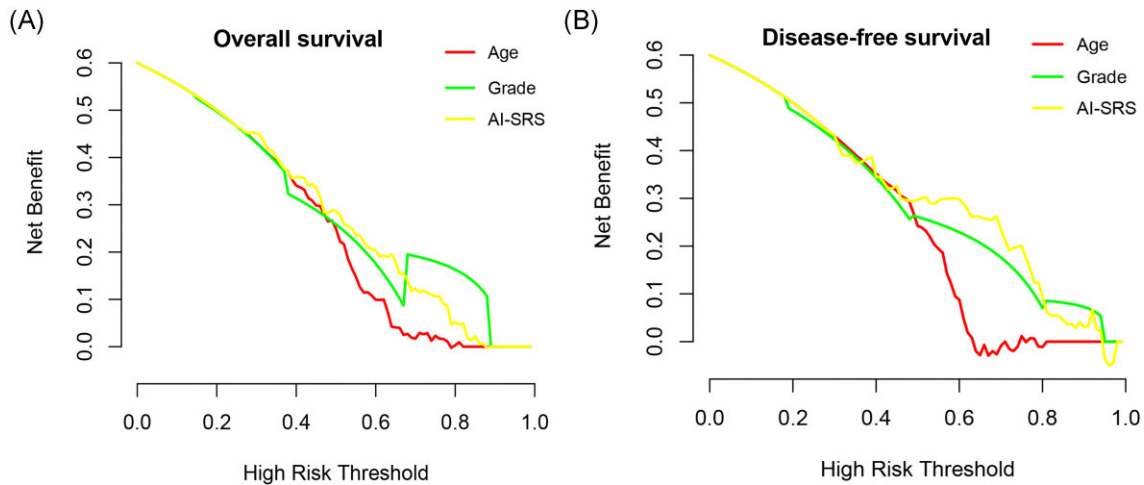 (A)
Overall survival
Age
Grade
AI-SRS
Net Benefit
0.6
0.5
0.4
0.3
0.2
0.1
0.0
0.0 0.2 0.4 0.6 0.8 1.0
High Risk Threshold
(B)
Disease-free survival
Age
Grade
AI-SRS
Net Benefit
0.6
0.5
0.4
0.3
0.2
0.1
0.0
0.0 0.2 0.4 0.6 0.8 1.0
High Risk Threshold